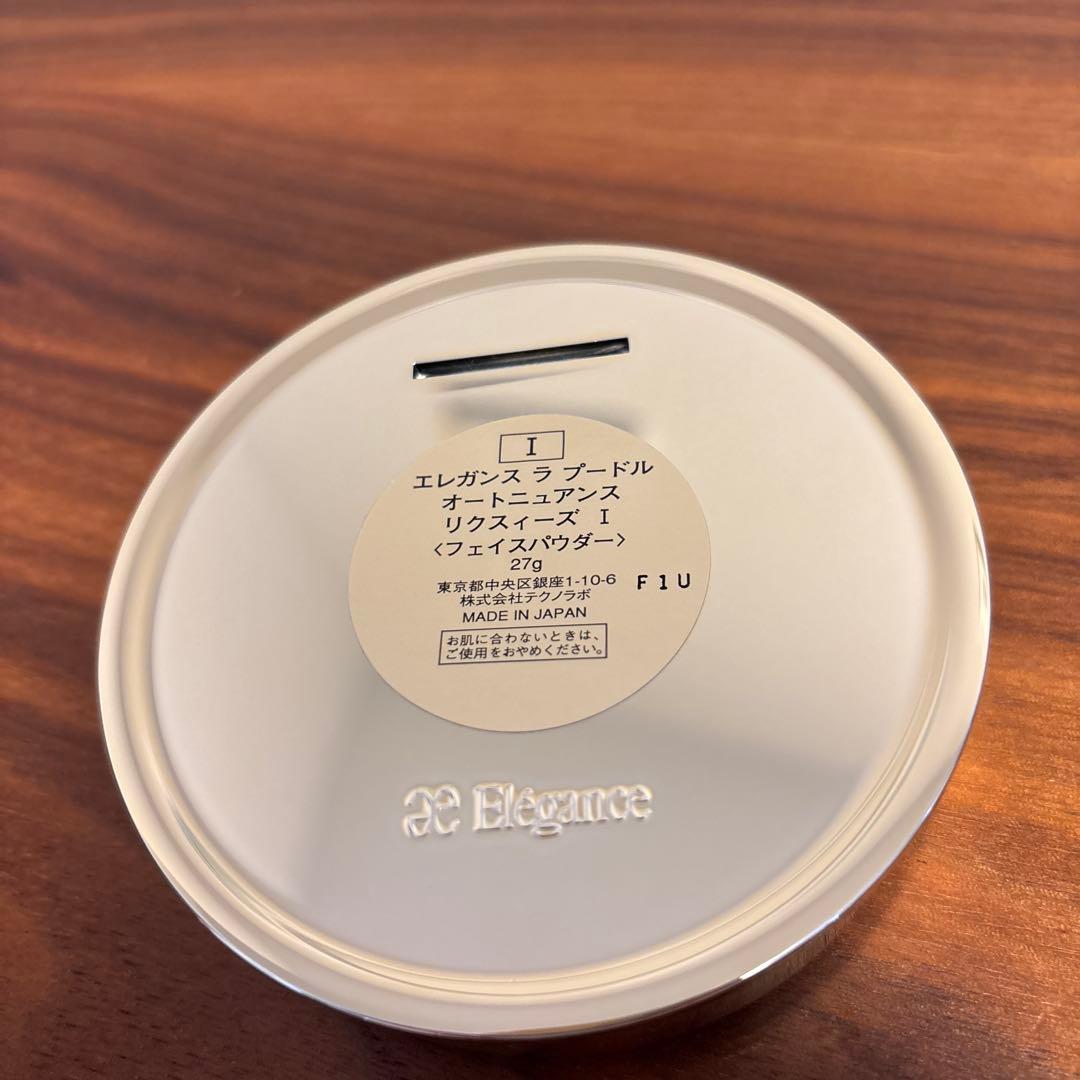 I
エレガンス ラ プードル
オートニュアンス
リクスィーズ I
〈フェイスパウダー〉
27g
東京都中央区銀座1-10-6
株式会社テクノラボ
F1U
MADE IN JAPAN
お肌に合わないときは、
ご使用をおやめください。
Elégance